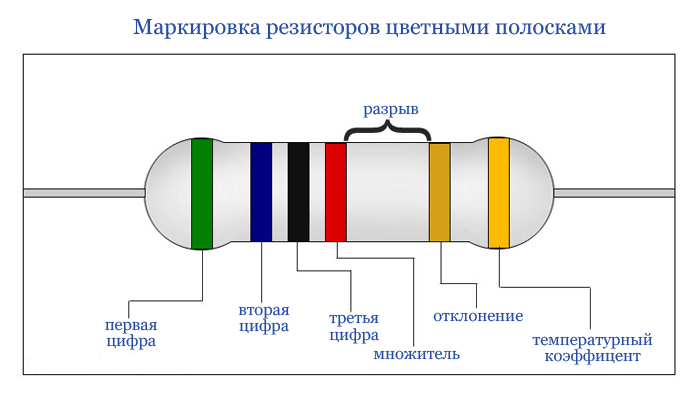 Маркировка резисторов цветными полосками
разрыв
первая
цифра
вторая
цифра
третья
цифра
множитель
отклонение
температурный
коэффицент